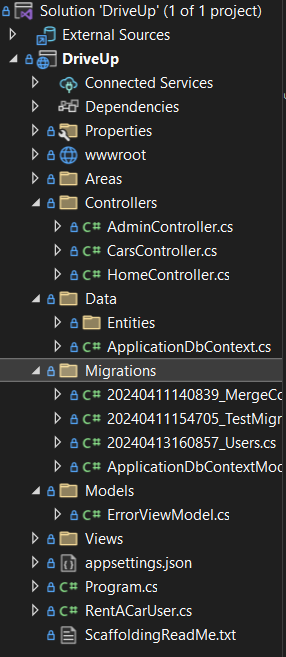 Solution 'DriveUp' (1 of 1 project)
External Sources
DriveUp
Connected Services
Dependencies
Properties
wwwroot
Areas
Controllers
C# AdminController.cs
C# CarsController.cs
C# HomeController.cs
Data
Entities
C# ApplicationDbContext.cs
Migrations
C# 20240411140839_MergeCo
C# 20240411154705_TestMigr
C# 20240413160857_Users.cs
C# ApplicationDbContextMod
Models
C# ErrorViewModel.cs
Views
appsettings.json
C# Program.cs
C# RentACarUser.cs
ScaffoldingReadMe.txt